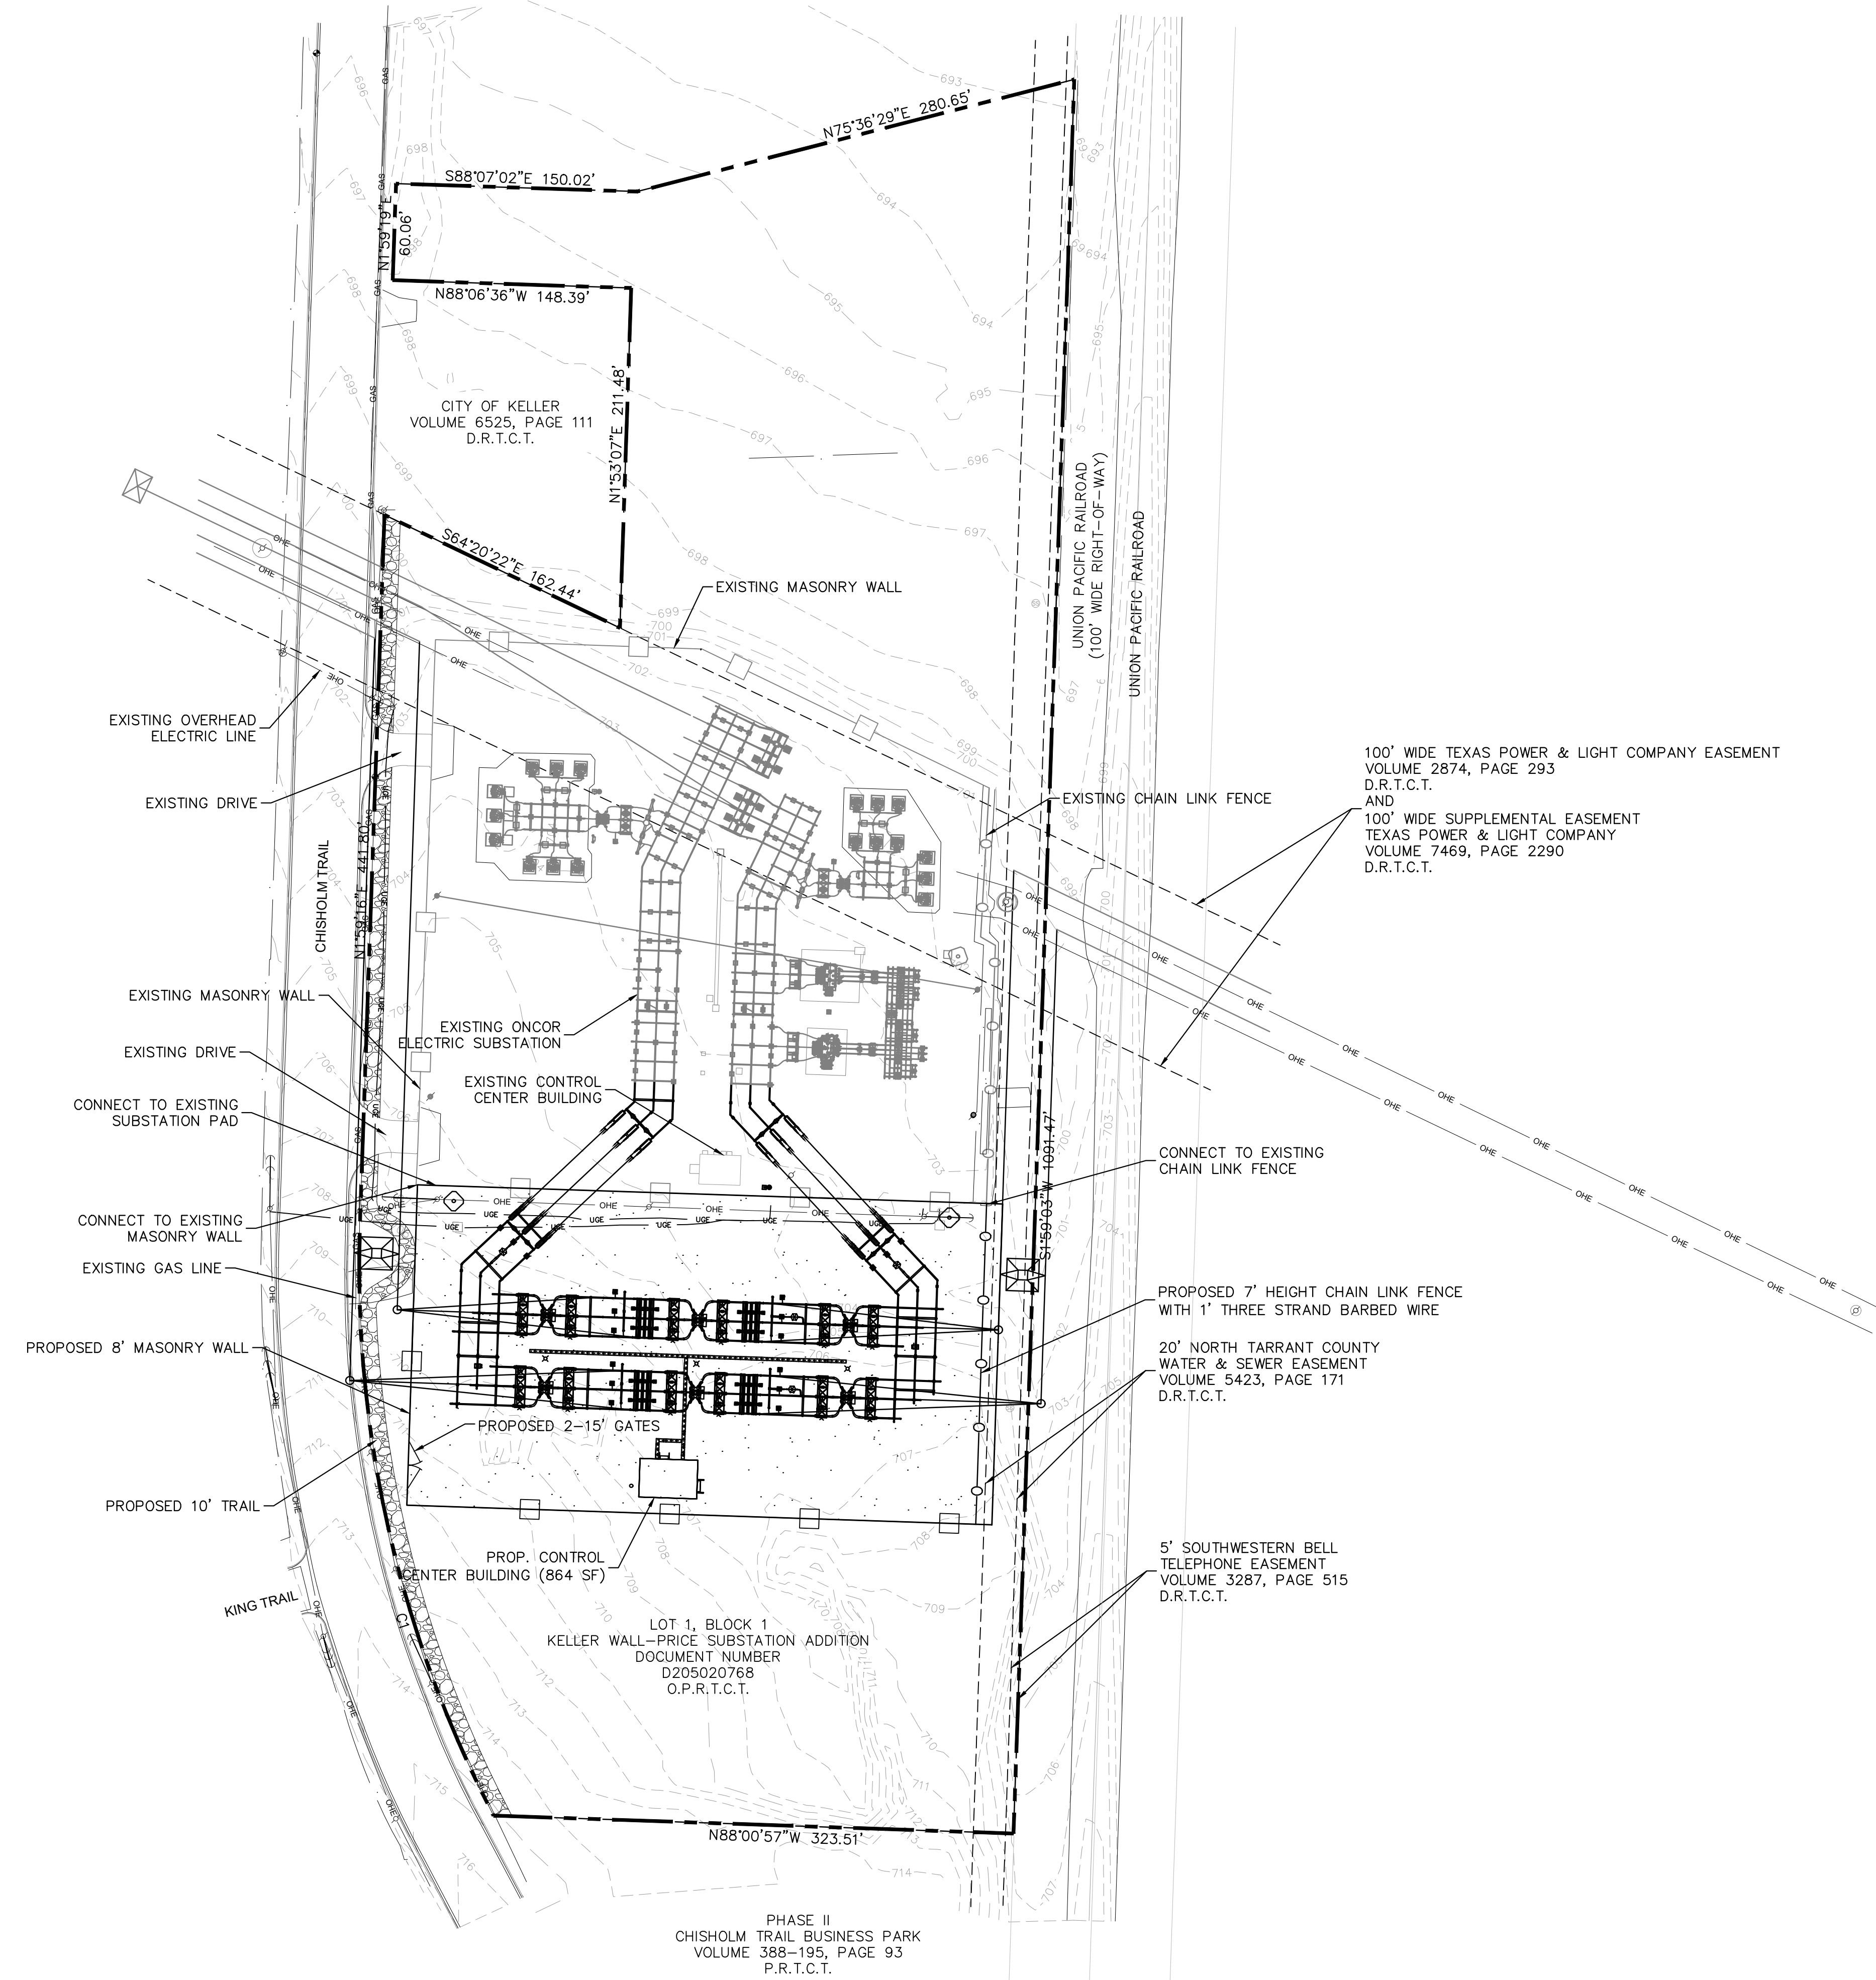 N75°36'29"E 280.65'
S88°07'02"E 150.02'
N1°59'19"E
60.06'
N88°06'36"W 148.39'
N1°53'07"E 211.48'
CITY OF KELLER
VOLUME 6525, PAGE 111
D.R.T.C.T.
S64°20'22"E 162.44'
EXISTING MASONRY WALL
UNION PACIFIC RAILROAD
(100' WIDE RIGHT-OF-WAY)
UNION PACIFIC RAILROAD
EXISTING OVERHEAD
ELECTRIC LINE
EXISTING DRIVE
CHISHOLM TRAIL
N1°59'16"E 441.80'
EXISTING CHAIN LINK FENCE
100' WIDE TEXAS POWER & LIGHT COMPANY EASEMENT
VOLUME 2874, PAGE 293
D.R.T.C.T.
AND
100' WIDE SUPPLEMENTAL EASEMENT
TEXAS POWER & LIGHT COMPANY
VOLUME 7469, PAGE 2290
D.R.T.C.T.
EXISTING MASONRY WALL
EXISTING ONCOR
ELECTRIC SUBSTATION
EXISTING DRIVE
EXISTING CONTROL
CENTER BUILDING
CONNECT TO EXISTING
SUBSTATION PAD
S1°59'03"W 1091.47'
CONNECT TO EXISTING
CHAIN LINK FENCE
CONNECT TO EXISTING
MASONRY WALL
EXISTING GAS LINE
PROPOSED 7' HEIGHT CHAIN LINK FENCE
WITH 1' THREE STRAND BARBED WIRE
PROPOSED 8' MASONRY WALL
20' NORTH TARRANT COUNTY
WATER & SEWER EASEMENT
VOLUME 5423, PAGE 171
D.R.T.C.T.
PROPOSED 2-15' GATES
PROPOSED 10' TRAIL
PROP. CONTROL
CENTER BUILDING (864 SF)
5' SOUTHWESTERN BELL
TELEPHONE EASEMENT
VOLUME 3287, PAGE 515
D.R.T.C.T.
KING TRAIL
C1
LOT 1, BLOCK 1
KELLER WALL-PRICE SUBSTATION ADDITION
DOCUMENT NUMBER
D205020768
O.P.R.T.C.T.
N88°00'57"W 323.51'
PHASE II
CHISHOLM TRAIL BUSINESS PARK
VOLUME 388-195, PAGE 93
P.R.T.C.T.